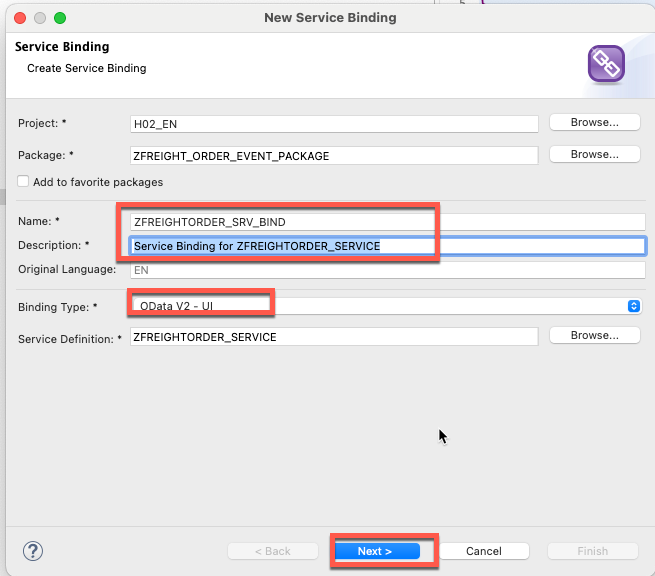 New Service Binding
Service Binding
Create Service Binding
Project: * H02_EN Browse...
Package: * ZFREIGHT_ORDER_EVENT_PACKAGE Browse...
Add to favorite packages
Name: * ZFREIGHTORDER_SRV_BIND
Description: * Service Binding for ZFREIGHTORDER_SERVICE
Original Language: EN
Binding Type: * OData V2 - UI
Service Definition: * ZFREIGHTORDER_SERVICE Browse...
? < Back Next > Cancel Finish